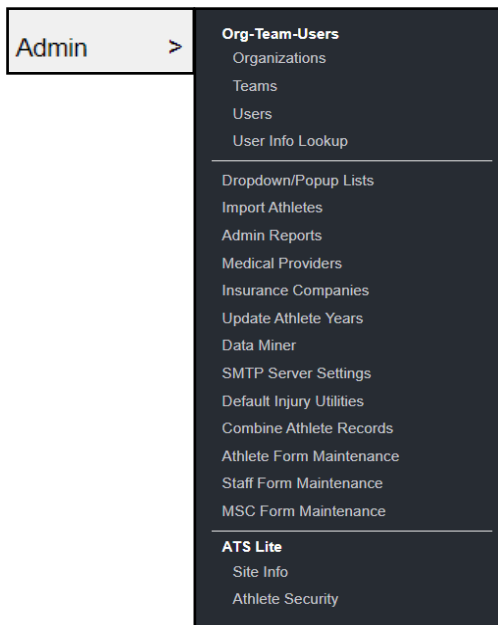 Admin >
Org-Team-Users
Organizations
Teams
Users
User Info Lookup
Dropdown/Popup Lists
Import Athletes
Admin Reports
Medical Providers
Insurance Companies
Update Athlete Years
Data Miner
SMTP Server Settings
Default Injury Utilities
Combine Athlete Records
Athlete Form Maintenance
Staff Form Maintenance
MSC Form Maintenance
ATS Lite
Site Info
Athlete Security